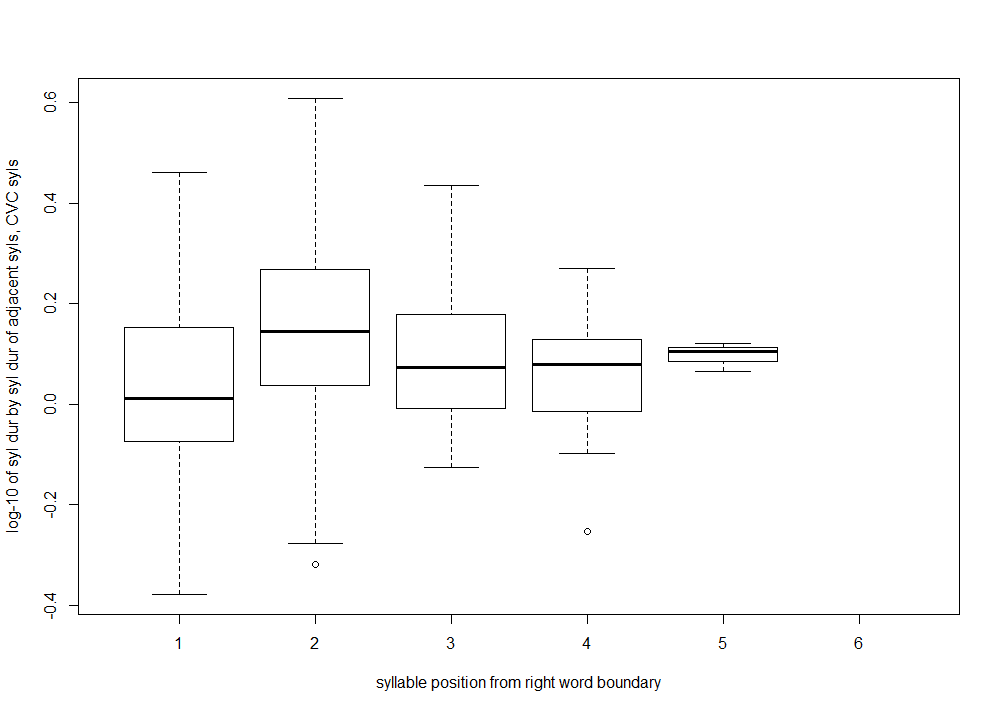 log-10 of syl dur by syl dur of adjacent syls, CVC syls
0.6
0.4
0.2
0.0
-0.2
-0.4
1 2 3 4 5 6
syllable position from right word boundary